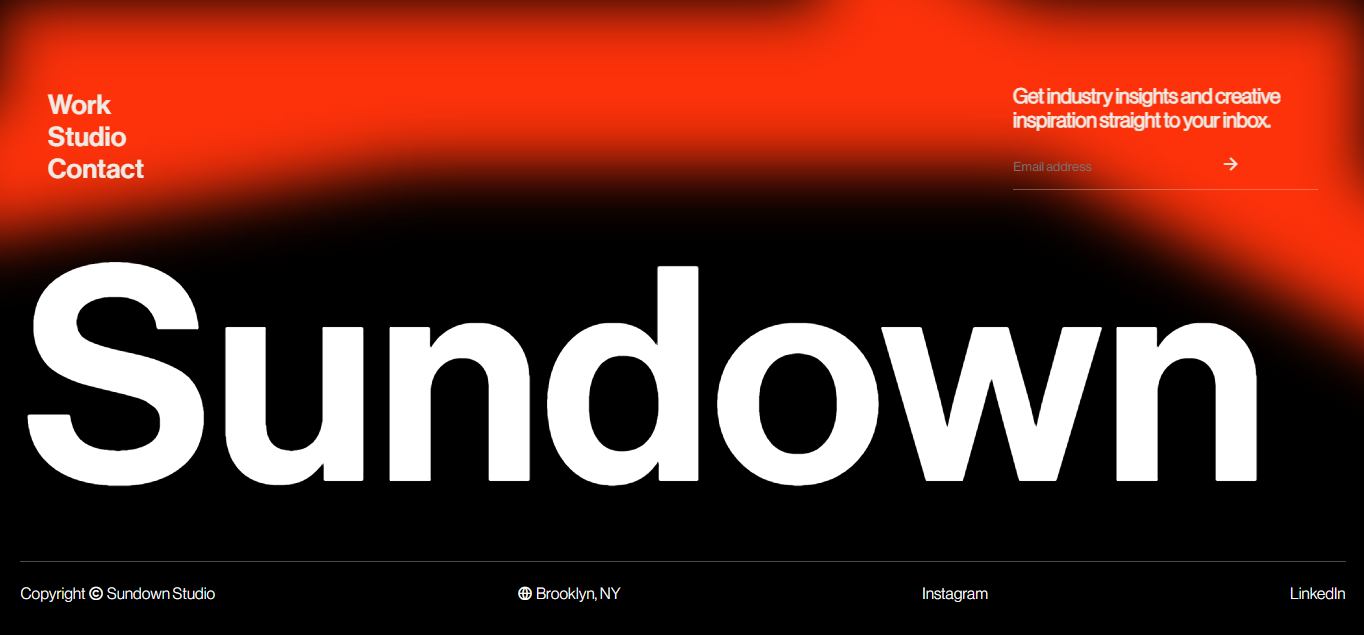 Work
Studio
Contact
Get industry insights and creative
inspiration straight to your inbox.
Email address
Sundown
Copyright © Sundown Studio
Brooklyn, NY
Instagram
LinkedIn